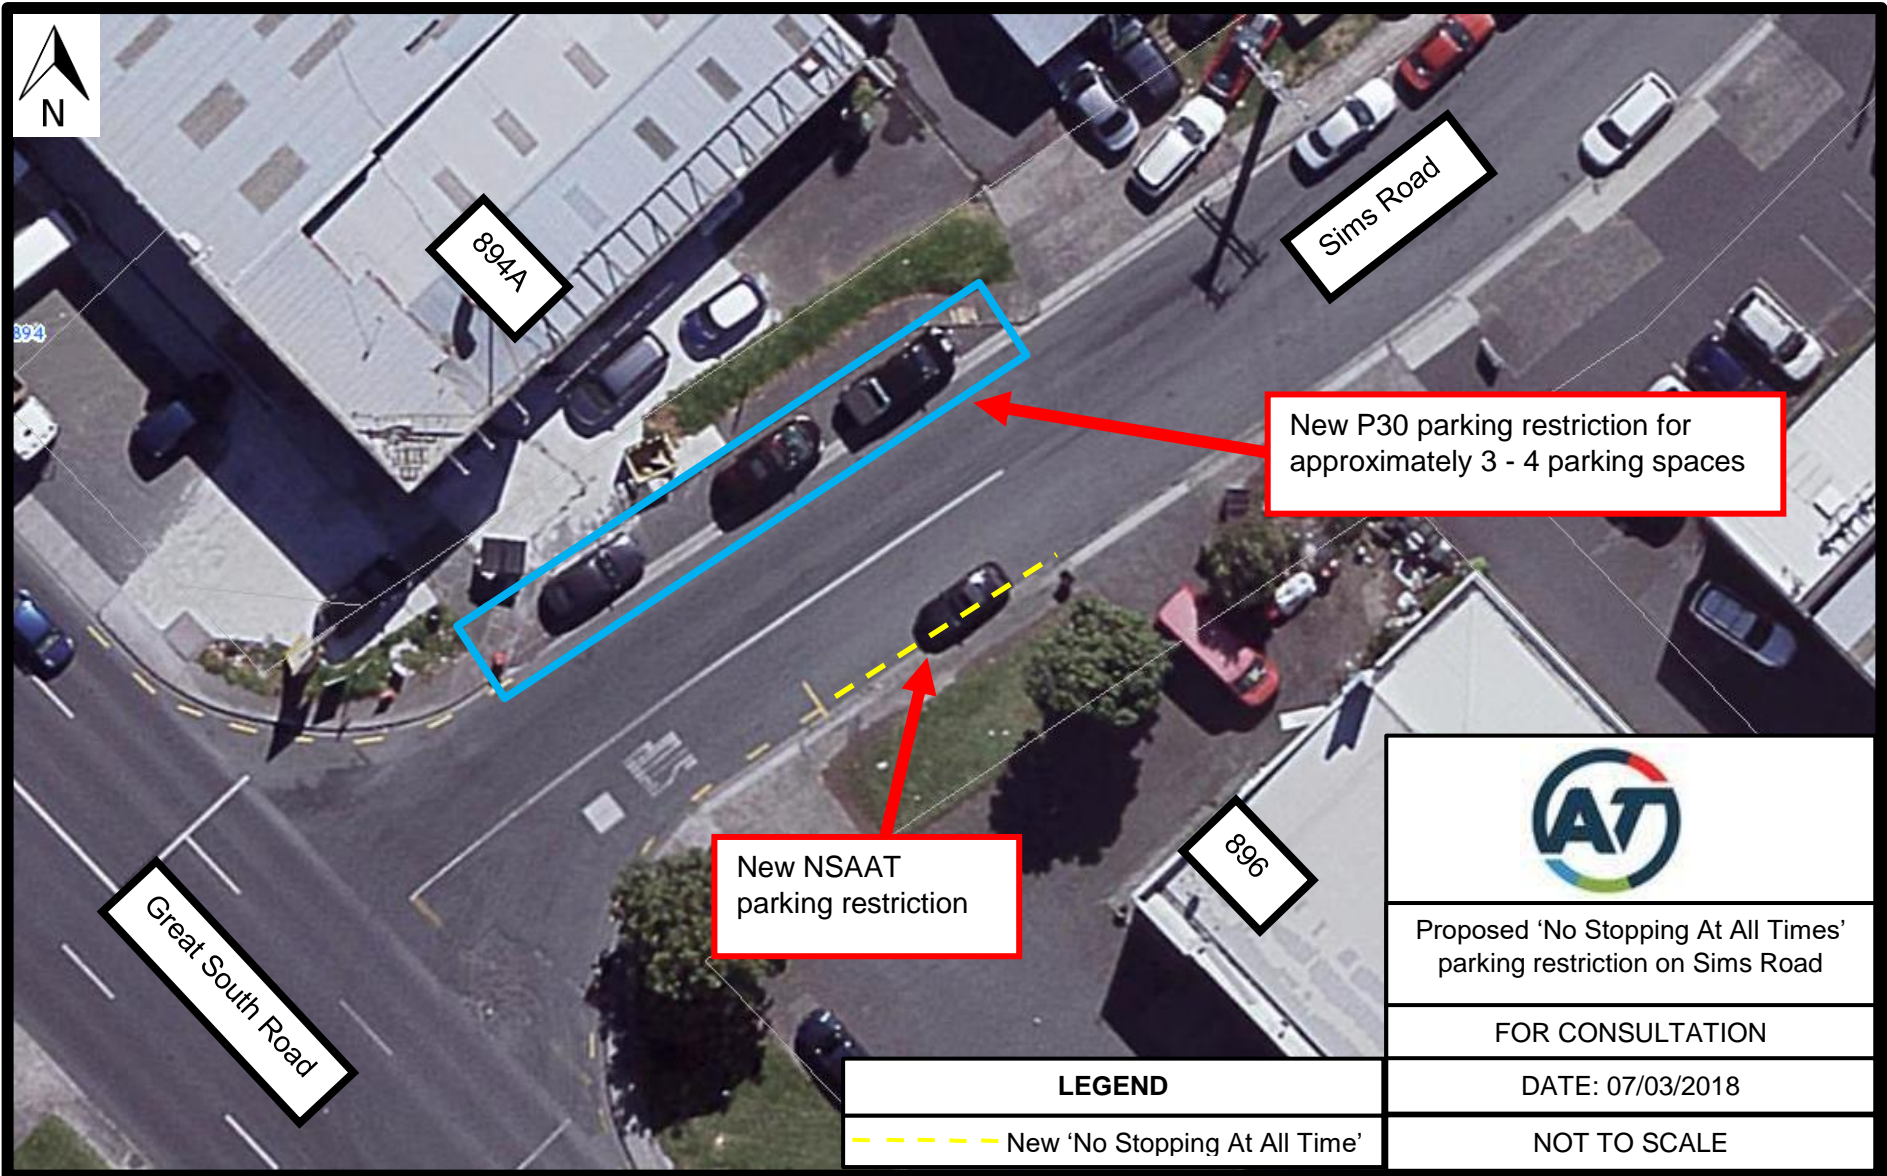 N
894A
894
Sims Road
New P30 parking restriction for
approximately 3 - 4 parking spaces
New NSAAT
parking restriction
896
Great South Road
AT
Proposed ‘No Stopping At All Times’
parking restriction on Sims Road
FOR CONSULTATION
LEGEND
DATE: 07/03/2018
New ‘No Stopping At All Time’
NOT TO SCALE